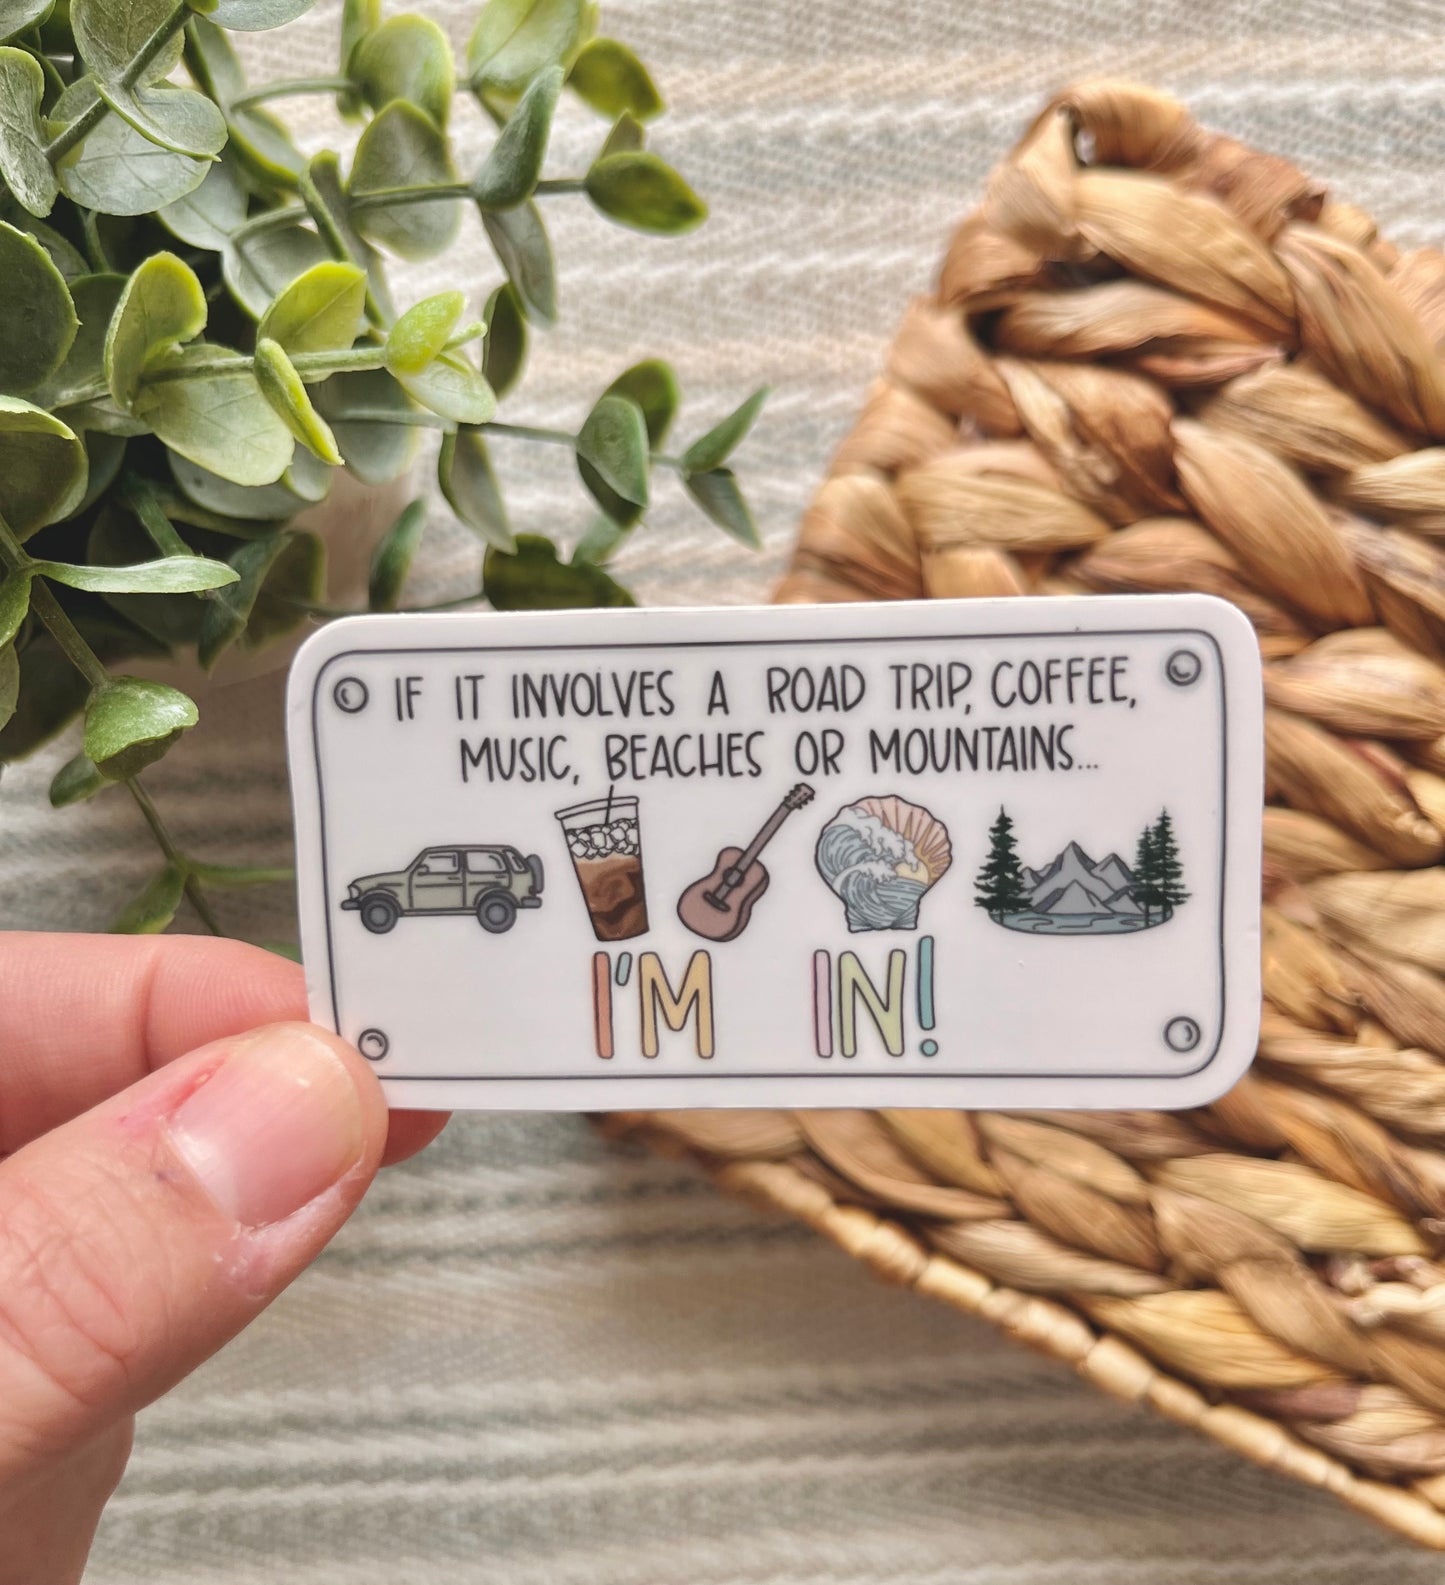 IF IT INVOLVES A ROAD TRIP, COFFEE,
MUSIC, BEACHES OR MOUNTAINS...
I'M IN!